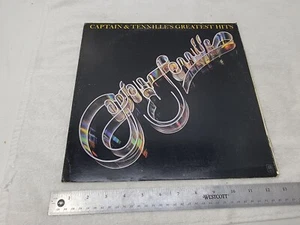 CAPTAIN & TENNILLE'S GREATEST HITS
Captain & Tennille
WESTCOTT